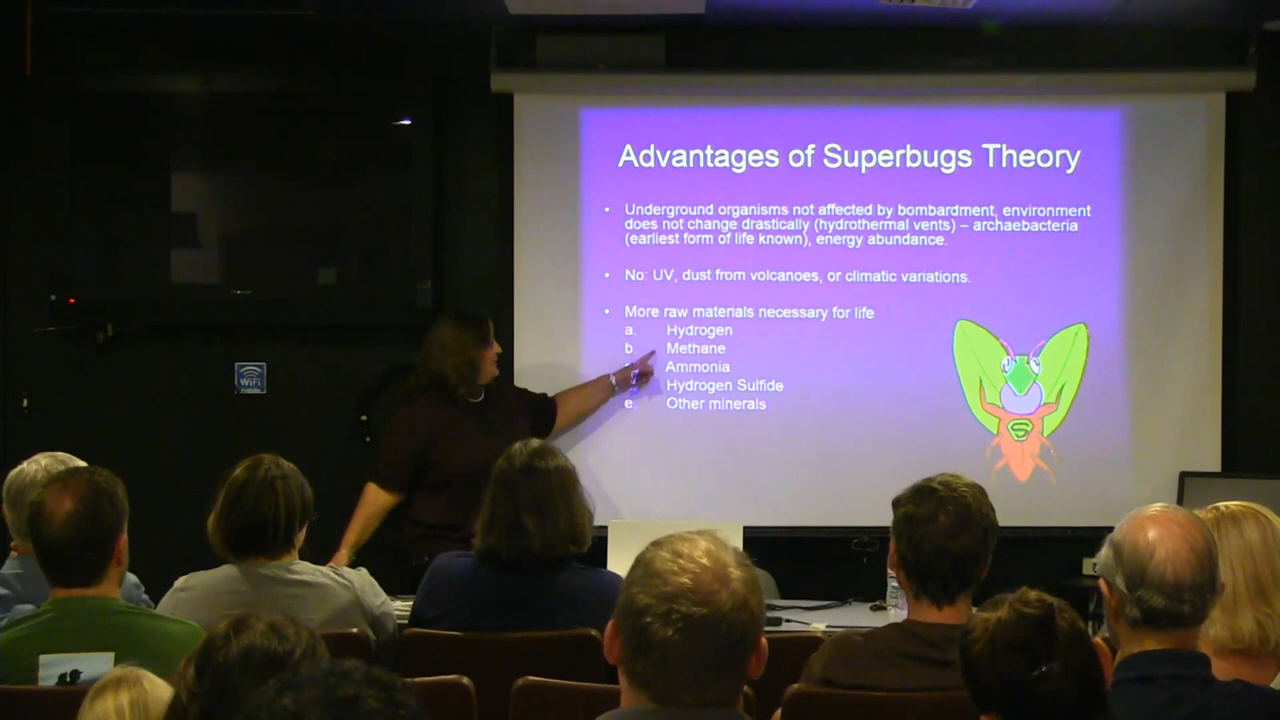 Advantages of Superbugs Theory
• Underground organisms not affected by bombardment, environment
does not change drastically (hydrothermal vents) – archaebacteria
(earliest form of life known), energy abundance.
• No: UV, dust from volcanoes, or climatic variations.
• More raw materials necessary for life
a. Hydrogen
b. Methane
Ammonia
Hydrogen Sulfide
e. Other minerals
S
WiFi